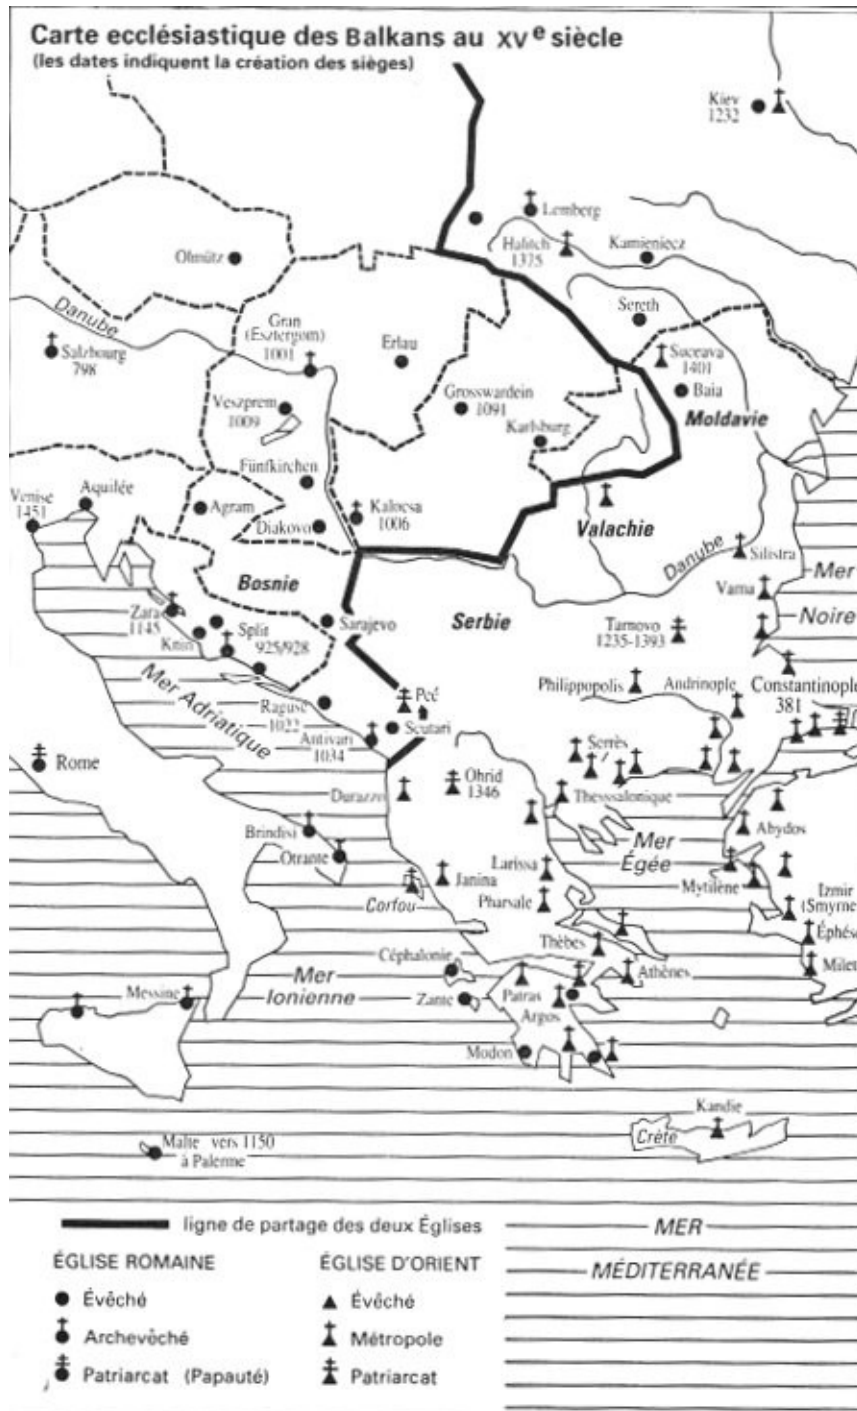 Carte ecclésiastique des Balkans au XVe siècle
(les dates indiquent la création des sièges)
Kiev
1232
Lemberg
Halitch
1375
Kamieniecz
Olmütz
Danube
Sereth
Gran
(Esztergom)
1001
Salzbourg
798
Erlau
Suceava
1401
Baia
Veszprem
1009
Grosswardein
1091
Moldavie
Karlsburg
Fünfkirchen
Venise
1451
Aquilée
Agram
Kalocsa
1006
Diakovo
Valachie
Danube
Silistra
Mer
Noire
Bosnie
Varna
Zara
1145
Knin
Split
925/928
Sarajevo
Serbie
Tarnovo
1235-1393
Mer Adriatique
Peć
Philippopolis
Andrinople
Constantinople
381
Raguse
1022
Scutari
Antivari
1034
Rome
Serrès
Ohrid
1346
Durazzo
Thesssalonique
Brindisi
Mer
Égée
Abydos
Otrante
Larissa
Janina
Mytilène
Izmir
(Smyrne
Corfou
Pharsale
Éphèse
Thèbes
Céphalonie
Athènes
Milet
Mer
Ionienne
Messine
Zante
Patras
Argos
Modon
Kandie
Crète
Malte vers 1150
à Palerme
ligne de partage des deux Églises
MER
MÉDITERRANÉE
ÉGLISE ROMAINE
Évêché
Archevêché
Patriarcat (Papauté)
ÉGLISE D'ORIENT
Évêché
Métropole
Patriarcat